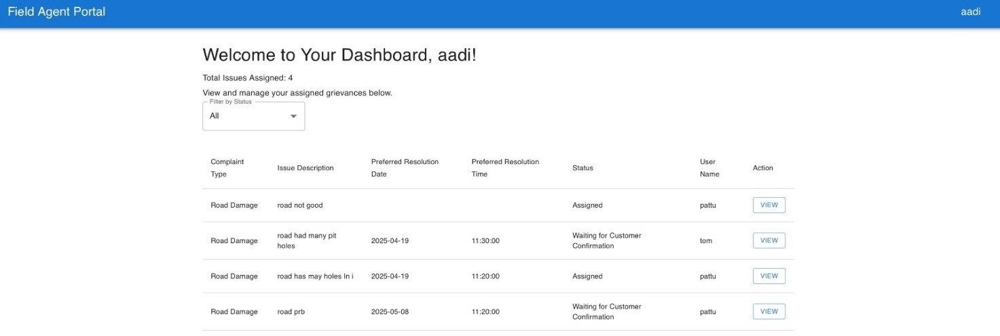 Field Agent Portal aadi
Welcome to Your Dashboard, aadi!
Total Issues Assigned: 4
View and manage your assigned grievances below.
Filter by Status
All
Complaint Type Issue Description Preferred Resolution Date Preferred Resolution Time Status User Name Action
Road Damage road not good Assigned pattu VIEW
Road Damage road had many pit holes 2025-04-19 11:30:00 Waiting for Customer Confirmation tom VIEW
Road Damage road has may holes In i 2025-04-19 11:20:00 Assigned pattu VIEW
Road Damage road prb 2025-05-08 11:20:00 Waiting for Customer Confirmation pattu VIEW